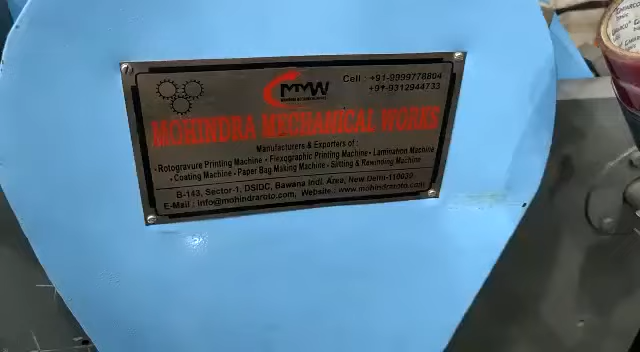 MMW
Cell : +91-9999778804
+91-9312944733
MOHINDRA MECHANICAL WORKS
Manufacturers & Exporters of :
• Rotogravure Printing Machine • Flexographic Printing Machine • Lamination Machine
• Coating Machine • Paper Bag Making Machine • Slitting & Rewinding Machine
B-143, Sector-1, DSIDC, Bawana Indl. Area, New Delhi-110039
E-Mail : info@mohindraroto.com, Website : www.mohindraroto.com